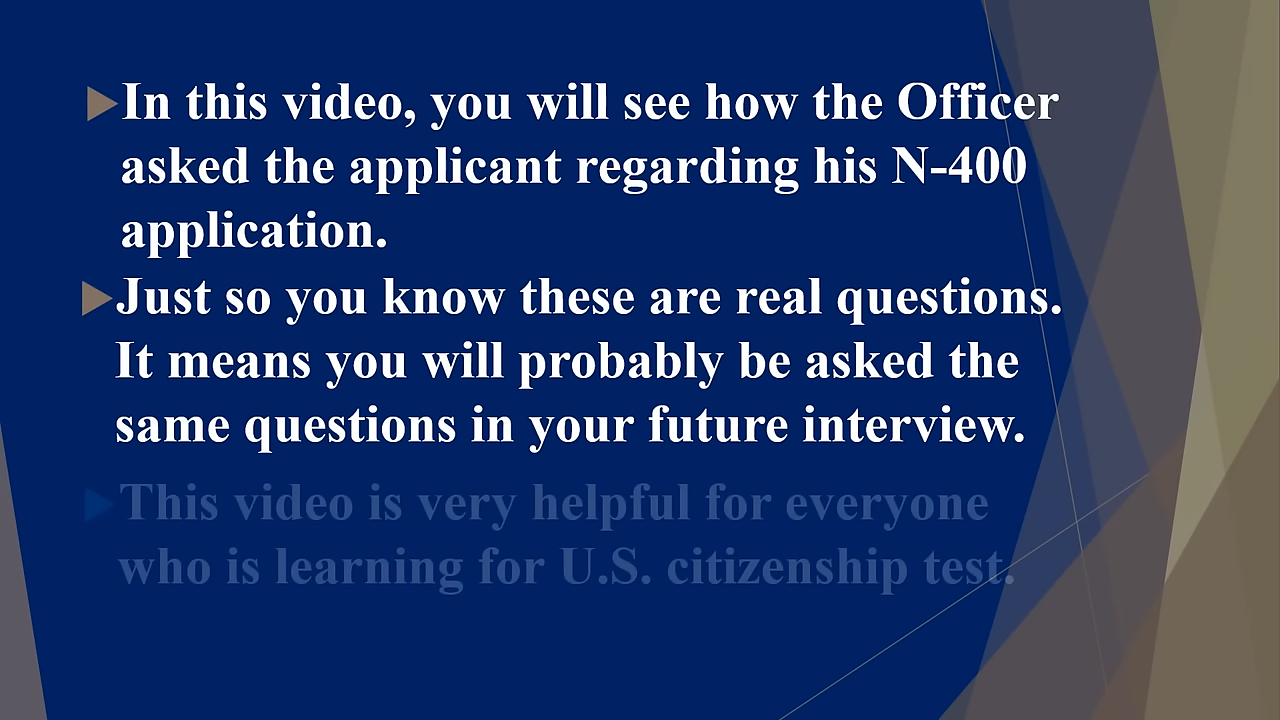 In this video, you will see how the Officer
asked the applicant regarding his N-400
application.
Just so you know these are real questions.
It means you will probably be asked the
same questions in your future interview.
This video is very helpful for everyone
who is learning for U.S. citizenship test.